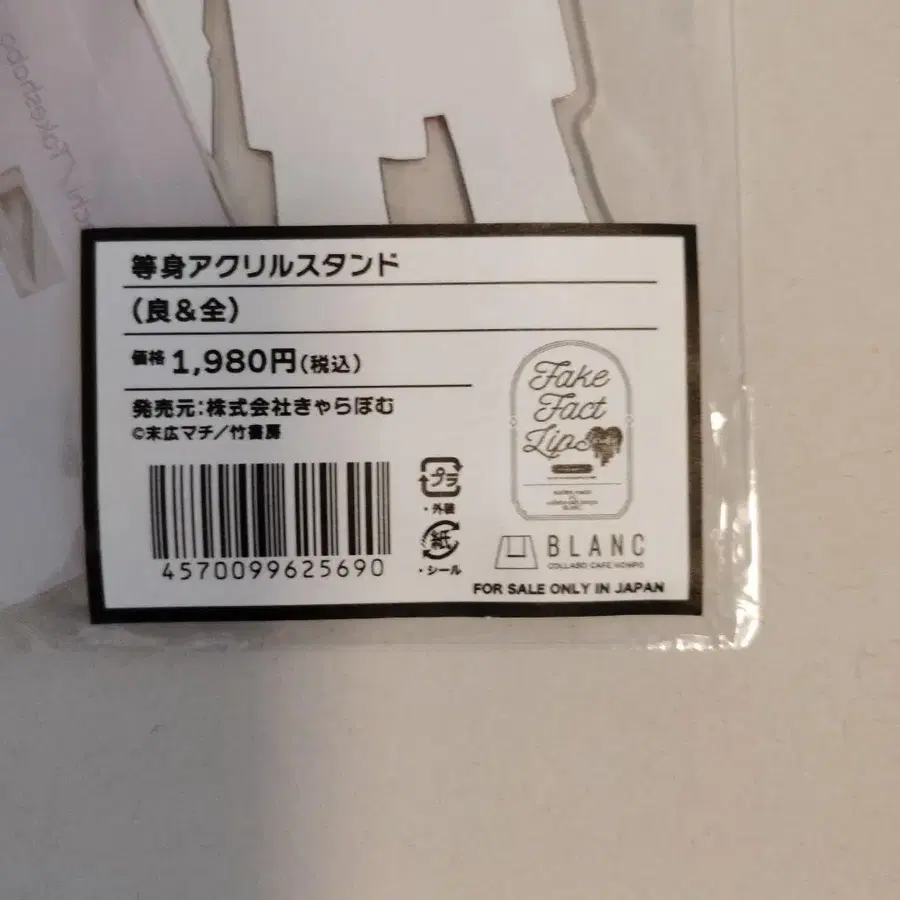 等身アクリルスタンド
(良&全)
価格 1,980円(税込)
発売元:株式会社きゃらぼむ
©末広マチ/竹書房
4570099625690
プラ
・外装
紙
・シール
Fake
Fact
Lips
BLANC
COLLABO CAFE HONPO
FOR SALE ONLY IN JAPAN